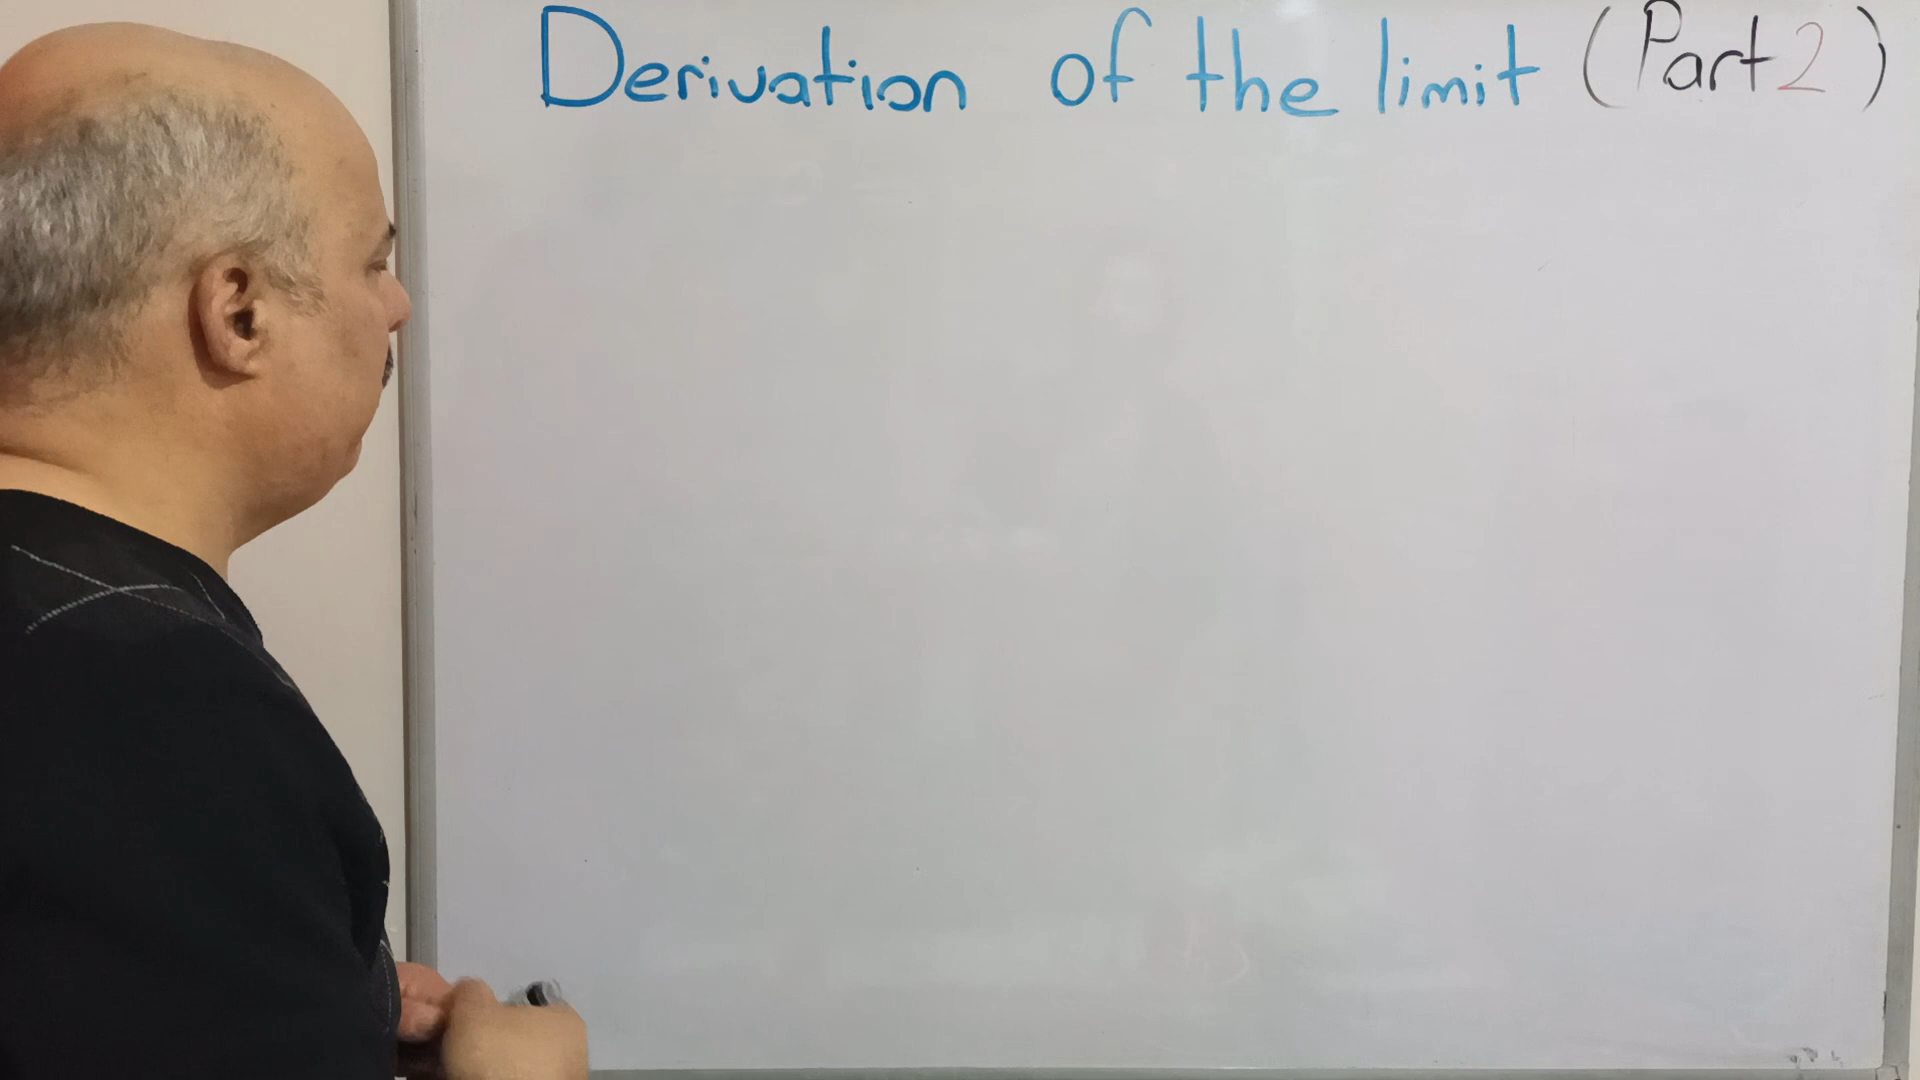 Derivation of the limit (Part 2)